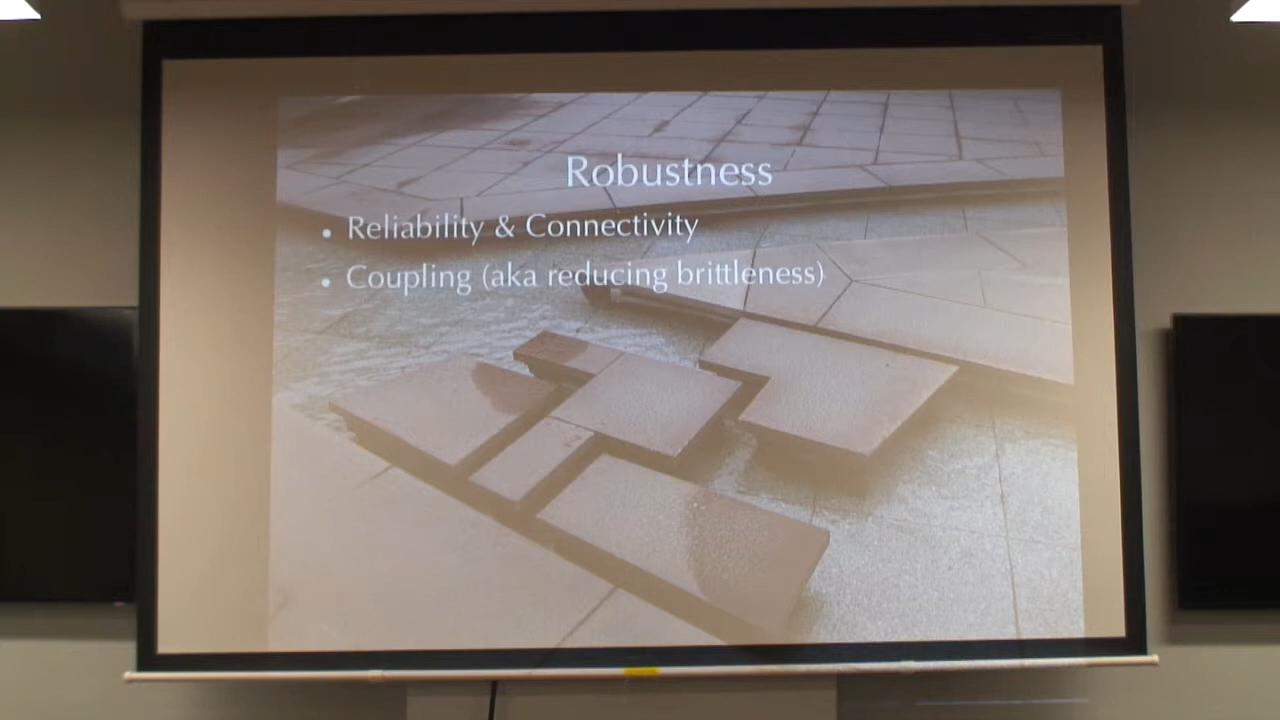 Robustness
• Reliability & Connectivity
• Coupling (aka reducing brittleness)